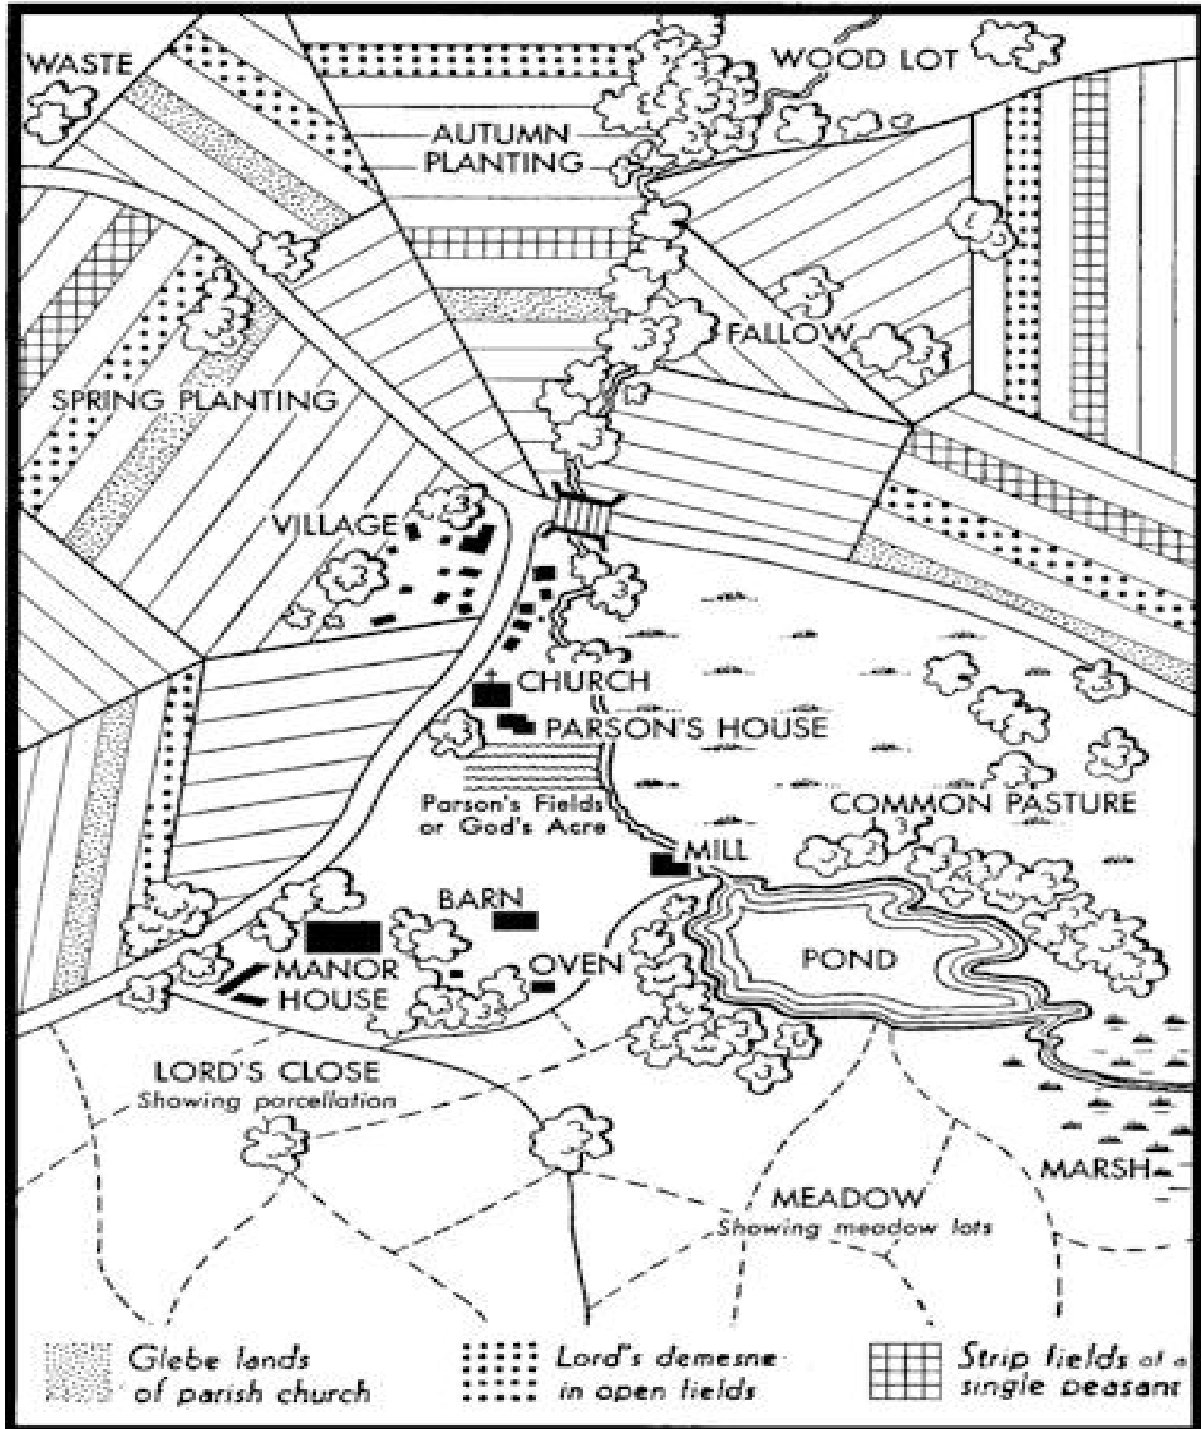 WASTE
WOOD LOT
AUTUMN
PLANTING
FALLOW
SPRING PLANTING
VILLAGE
CHURCH
PARSON'S HOUSE
Parson's Fields
or God's Acre
COMMON PASTURE
MILL
BARN
MANOR
HOUSE
OVEN
POND
LORD'S CLOSE
Showing parcellation
MARSH
MEADOW
Showing meadow lots
Glebe lands
of parish church
Lord's demesne
in open fields
Strip fields of a
single peasant